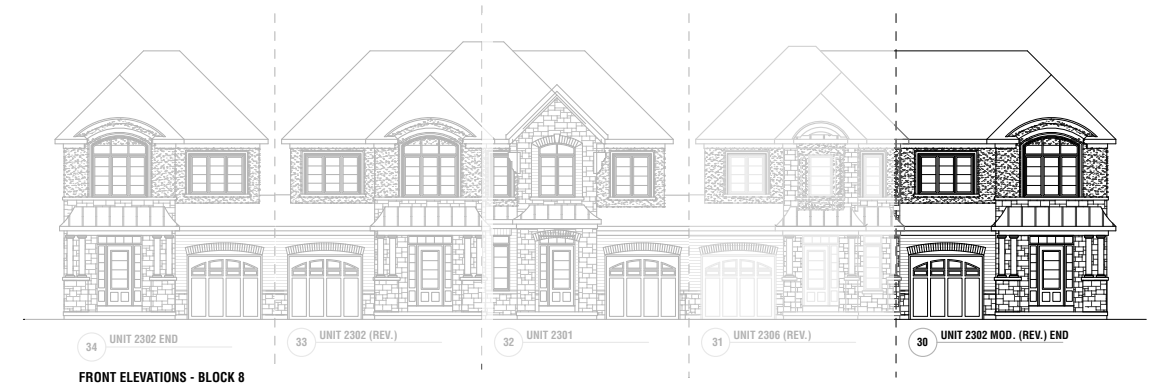 34 UNIT 2302 END
33 UNIT 2302 (REV.)
32 UNIT 2301
31 UNIT 2306 (REV.)
30 UNIT 2302 MOD. (REV.) END
FRONT ELEVATIONS - BLOCK 8